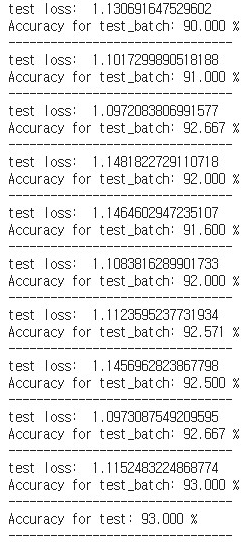 test loss:  1.130691647529602
Accuracy for test_batch: 90.000 %
----------------------------------
test loss:  1.1017299890518188
Accuracy for test_batch: 91.000 %
----------------------------------
test loss:  1.0972083806991577
Accuracy for test_batch: 92.667 %
----------------------------------
test loss:  1.1481822729110718
Accuracy for test_batch: 92.000 %
----------------------------------
test loss:  1.1464602947235107
Accuracy for test_batch: 91.600 %
----------------------------------
test loss:  1.1083816289901733
Accuracy for test_batch: 92.000 %
----------------------------------
test loss:  1.1123595237731934
Accuracy for test_batch: 92.571 %
----------------------------------
test loss:  1.1456962823867798
Accuracy for test_batch: 92.500 %
----------------------------------
test loss:  1.0973087549209595
Accuracy for test_batch: 92.667 %
----------------------------------
test loss:  1.1152483224868774
Accuracy for test_batch: 93.000 %
----------------------------------
Accuracy for test: 93.000 %
----------------------------------